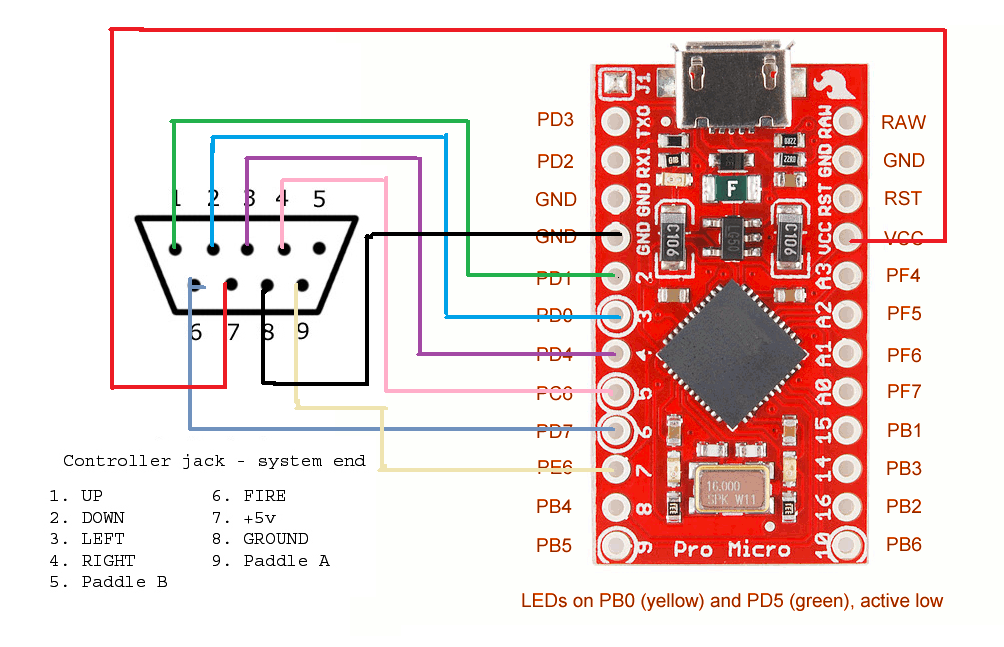 J1
PD3 TXO RAW RAW
PD2 RXI GND GND
GND GND RST RST
GND GND VCC VCC
PD1 2 A3 PF4
PD0 3 A2 PF5
PD4 4 A1 PF6
PC6 5 A0 PF7
PD7 6 15 PB1
PE6 7 14 PB3
PB4 8 16 PB2
PB5 9 10 PB6
F
C106 LG50 C106
16.000
SPK W11
Pro Micro
1 2 3 4 5
6 7 8 9
Controller jack - system end
1. UP 6. FIRE
2. DOWN 7. +5v
3. LEFT 8. GROUND
4. RIGHT 9. Paddle A
5. Paddle B
LEDs on PB0 (yellow) and PD5 (green), active low